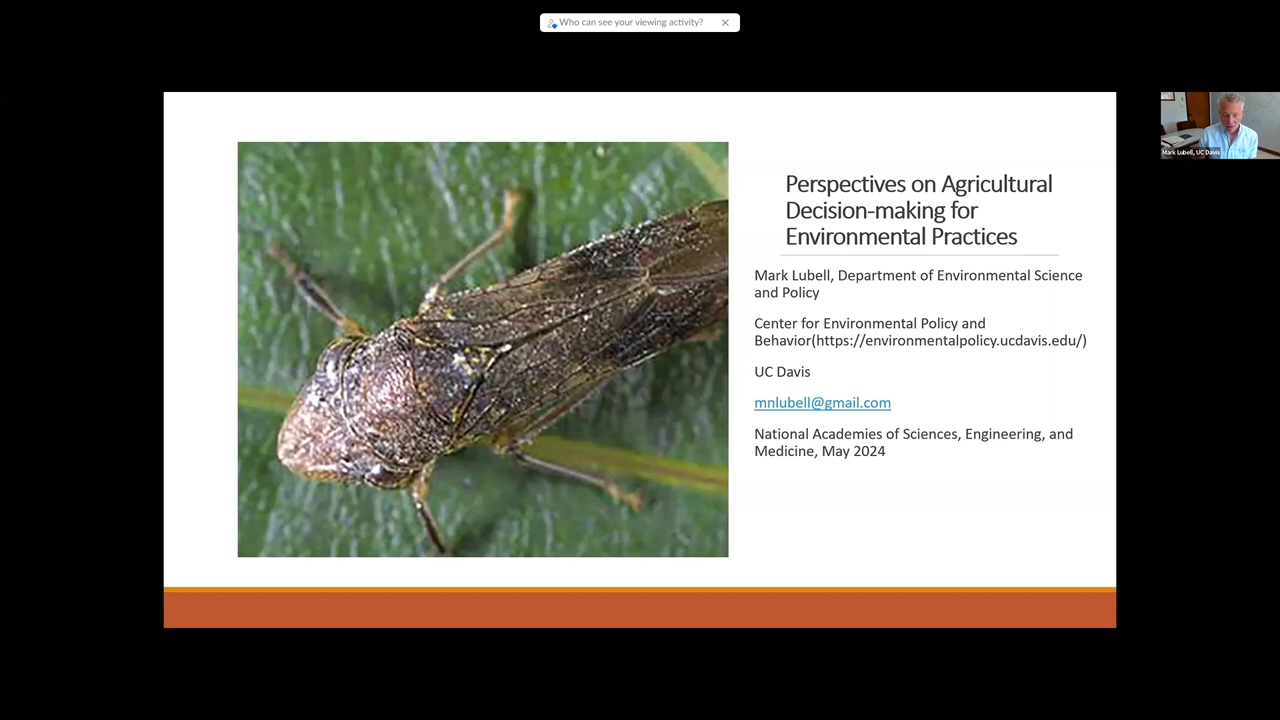 Who can see your viewing activity?
Mark Lubell, UC Davis
Perspectives on Agricultural
Decision-making for
Environmental Practices
Mark Lubell, Department of Environmental Science
and Policy
Center for Environmental Policy and
Behavior(https://environmentalpolicy.ucdavis.edu/)
UC Davis
mnlubell@gmail.com
National Academies of Sciences, Engineering, and
Medicine, May 2024